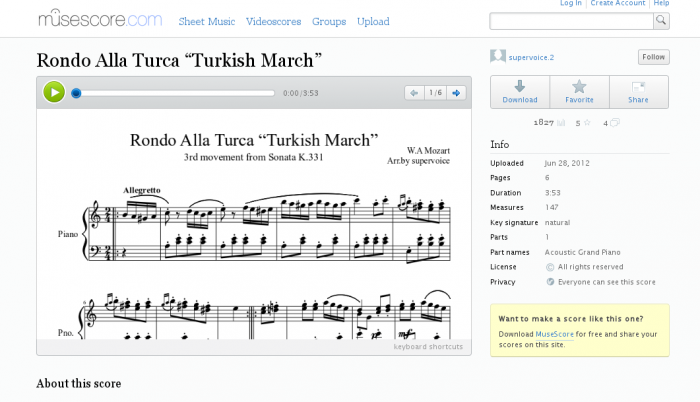 Log In | Create Account | Help
musescore.com Sheet Music Videoscores Groups Upload
Rondo Alla Turca “Turkish March”
supervoice.2 Follow
0:00/3:53 1/6
Download Favorite Share
1827 5 4
Rondo Alla Turca “Turkish March”
3rd movement from Sonata K.331
W.A Mozart
Arr.by supervoice
Allegretto
Piano
Pno.
p mf
keyboard shortcuts
Info
Uploaded Jun 28, 2012
Pages 6
Duration 3:53
Measures 147
Key signature natural
Parts 1
Part names Acoustic Grand Piano
License © All rights reserved
Privacy Everyone can see this score
Want to make a score like this one?
Download MuseScore for free and share your
scores on this site.
About this score